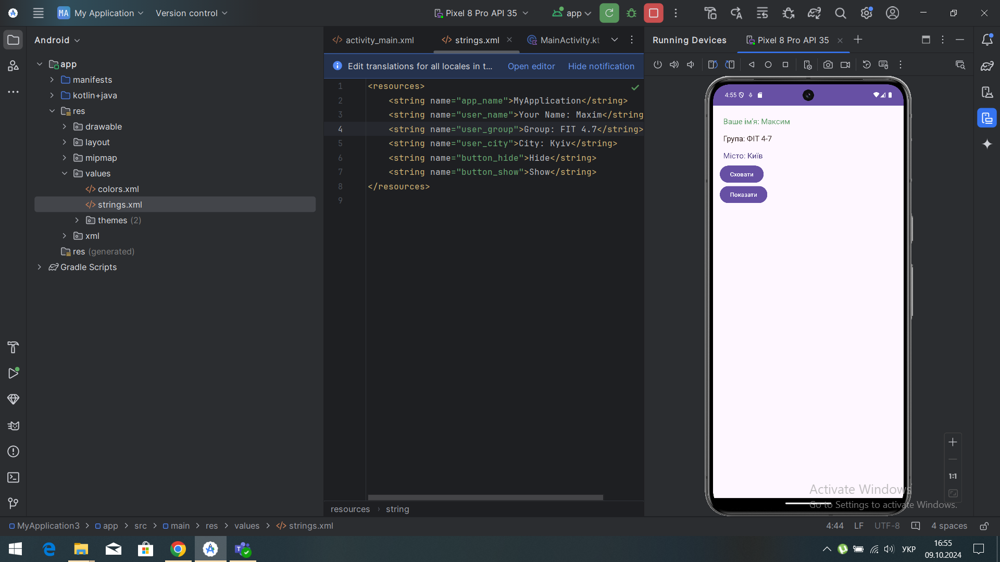 MA My Application Version control Pixel 8 Pro API 35 app
Android
app
manifests
kotlin+java
res
drawable
layout
mipmap
values
colors.xml
strings.xml
themes (2)
xml
res (generated)
Gradle Scripts
activity_main.xml strings.xml MainActivity.kt
Edit translations for all locales in t... Open editor Hide notification
1 <resources>
2 <string name="app_name">MyApplication</string>
3 <string name="user_name">Your Name: Maxim</string
4 <string name="user_group">Group: FIT 4.7</string>
5 <string name="user_city">City: Kyiv</string>
6 <string name="button_hide">Hide</string>
7 <string name="button_show">Show</string>
8 </resources>
9
resources › string
Running Devices Pixel 8 Pro API 35
4:55
Ваше ім'я: Максим
Група: ФІТ 4-7
Місто: Київ
Сховати
Показати
1:1
Activate Windows
Go to Settings to activate Windows.
MyApplication3 > app > src > main > res > values > strings.xml
4:44 LF UTF-8 4 spaces
УКР 16:55
09.10.2024